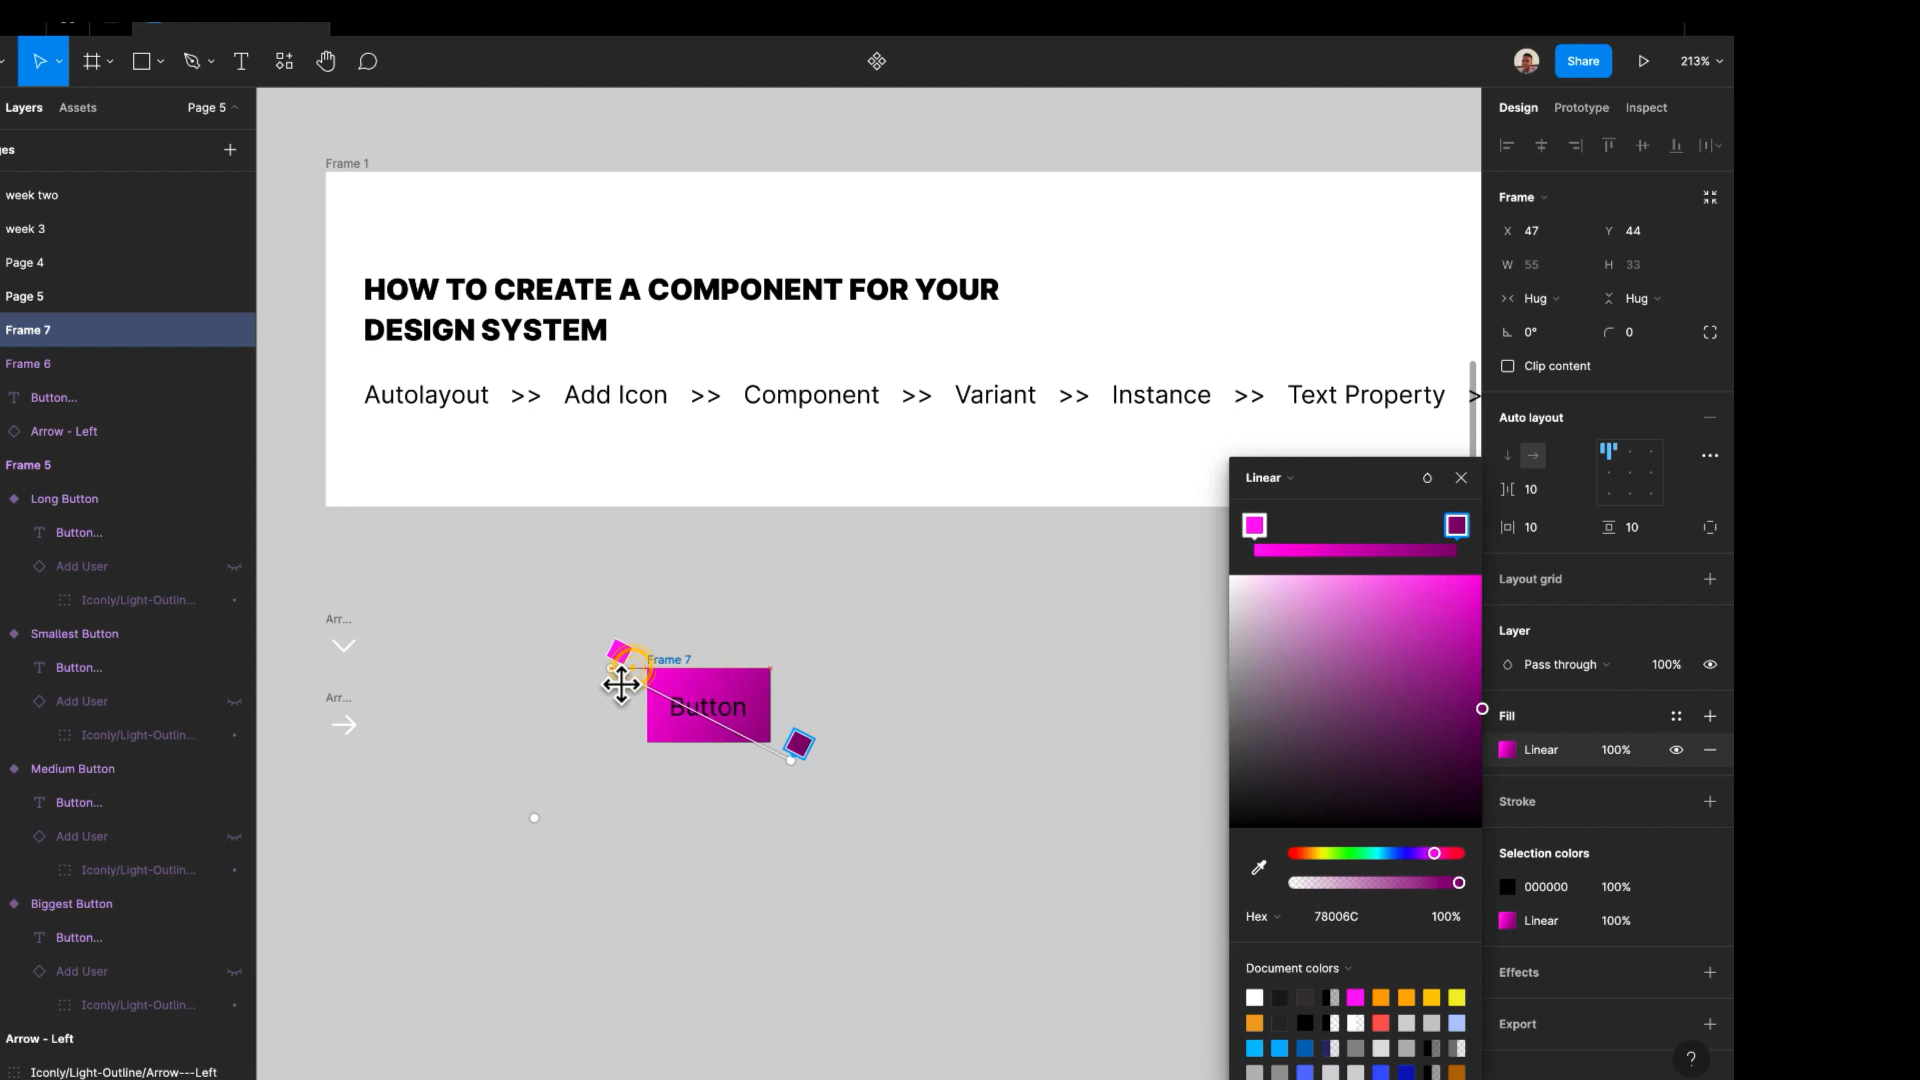 Share
213%
Layers
Assets
Page 5
ges
week two
week 3
Page 4
Page 5
Frame 7
Frame 6
Button...
Arrow - Left
Frame 5
Long Button
Button...
Add User
Iconly/Light-Outlin...
Smallest Button
Button...
Add User
Iconly/Light-Outlin...
Medium Button
Button...
Add User
Iconly/Light-Outlin...
Biggest Button
Button...
Add User
Iconly/Light-Outlin...
Arrow - Left
Iconly/Light-Outline/Arrow---Left
Frame 1
HOW TO CREATE A COMPONENT FOR YOUR
DESIGN SYSTEM
Autolayout >> Add Icon >> Component >> Variant >> Instance >> Text Property >
Arr...
Arr...
Frame 7
Button
Linear
Hex 78006C 100%
Document colors
Design Prototype Inspect
Frame
X 47 Y 44
W 55 H 33
Hug Hug
0° 0
Clip content
Auto layout
10
10 10
Layout grid
Layer
Pass through 100%
Fill
Linear 100%
Stroke
Selection colors
000000 100%
Linear 100%
Effects
Export
?